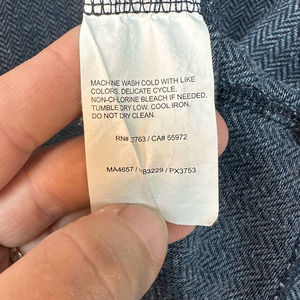 MACHINE WASH COLD WITH LIKE
COLORS, DELICATE CYCLE.
NON-CHLORINE BLEACH IF NEEDED.
TUMBLE DRY LOW. COOL IRON.
DO NOT DRY CLEAN.
RN# 3763 / CA# 55972
MA4657 / 83229 / PX3753